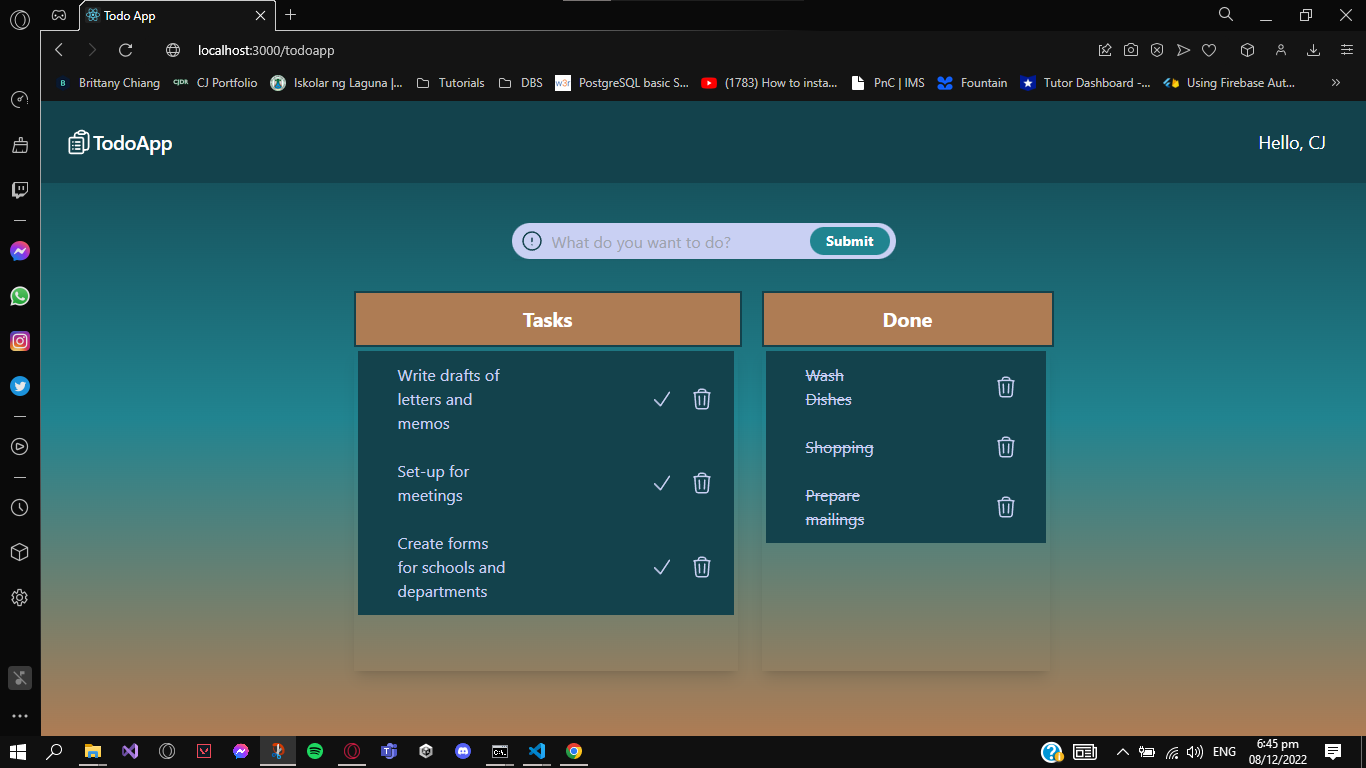 Todo App
localhost:3000/todoapp
Brittany Chiang
CJDR CJ Portfolio
Iskolar ng Laguna |...
Tutorials
DBS
w3r PostgreSQL basic S...
(1783) How to insta...
PnC | IMS
Fountain
Tutor Dashboard -...
Using Firebase Aut...
TodoApp
Hello, CJ
What do you want to do?
Submit
Tasks
Done
Write drafts of
letters and
memos
Set-up for
meetings
Create forms
for schools and
departments
Wash
Dishes
Shopping
Prepare
mailings
ENG
6:45 pm
08/12/2022